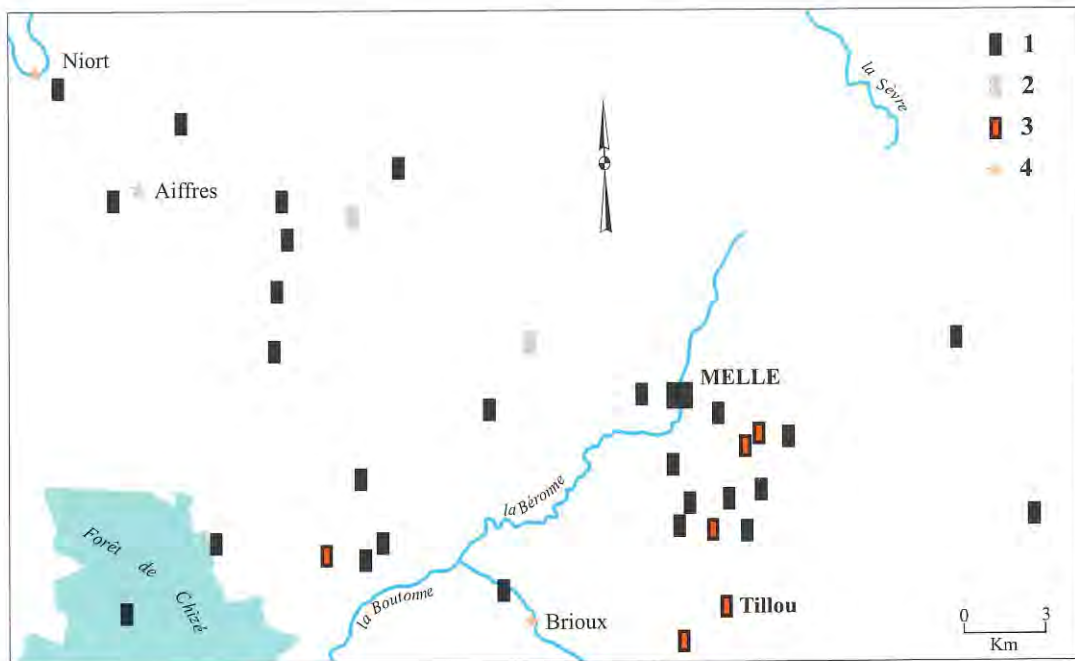 Niort
Aiffres
la Sèvre
1
2
3
4
MELLE
la Béronne
Forêt de Chizé
la Boutonne
Brioux
Tillou
0 3
Km